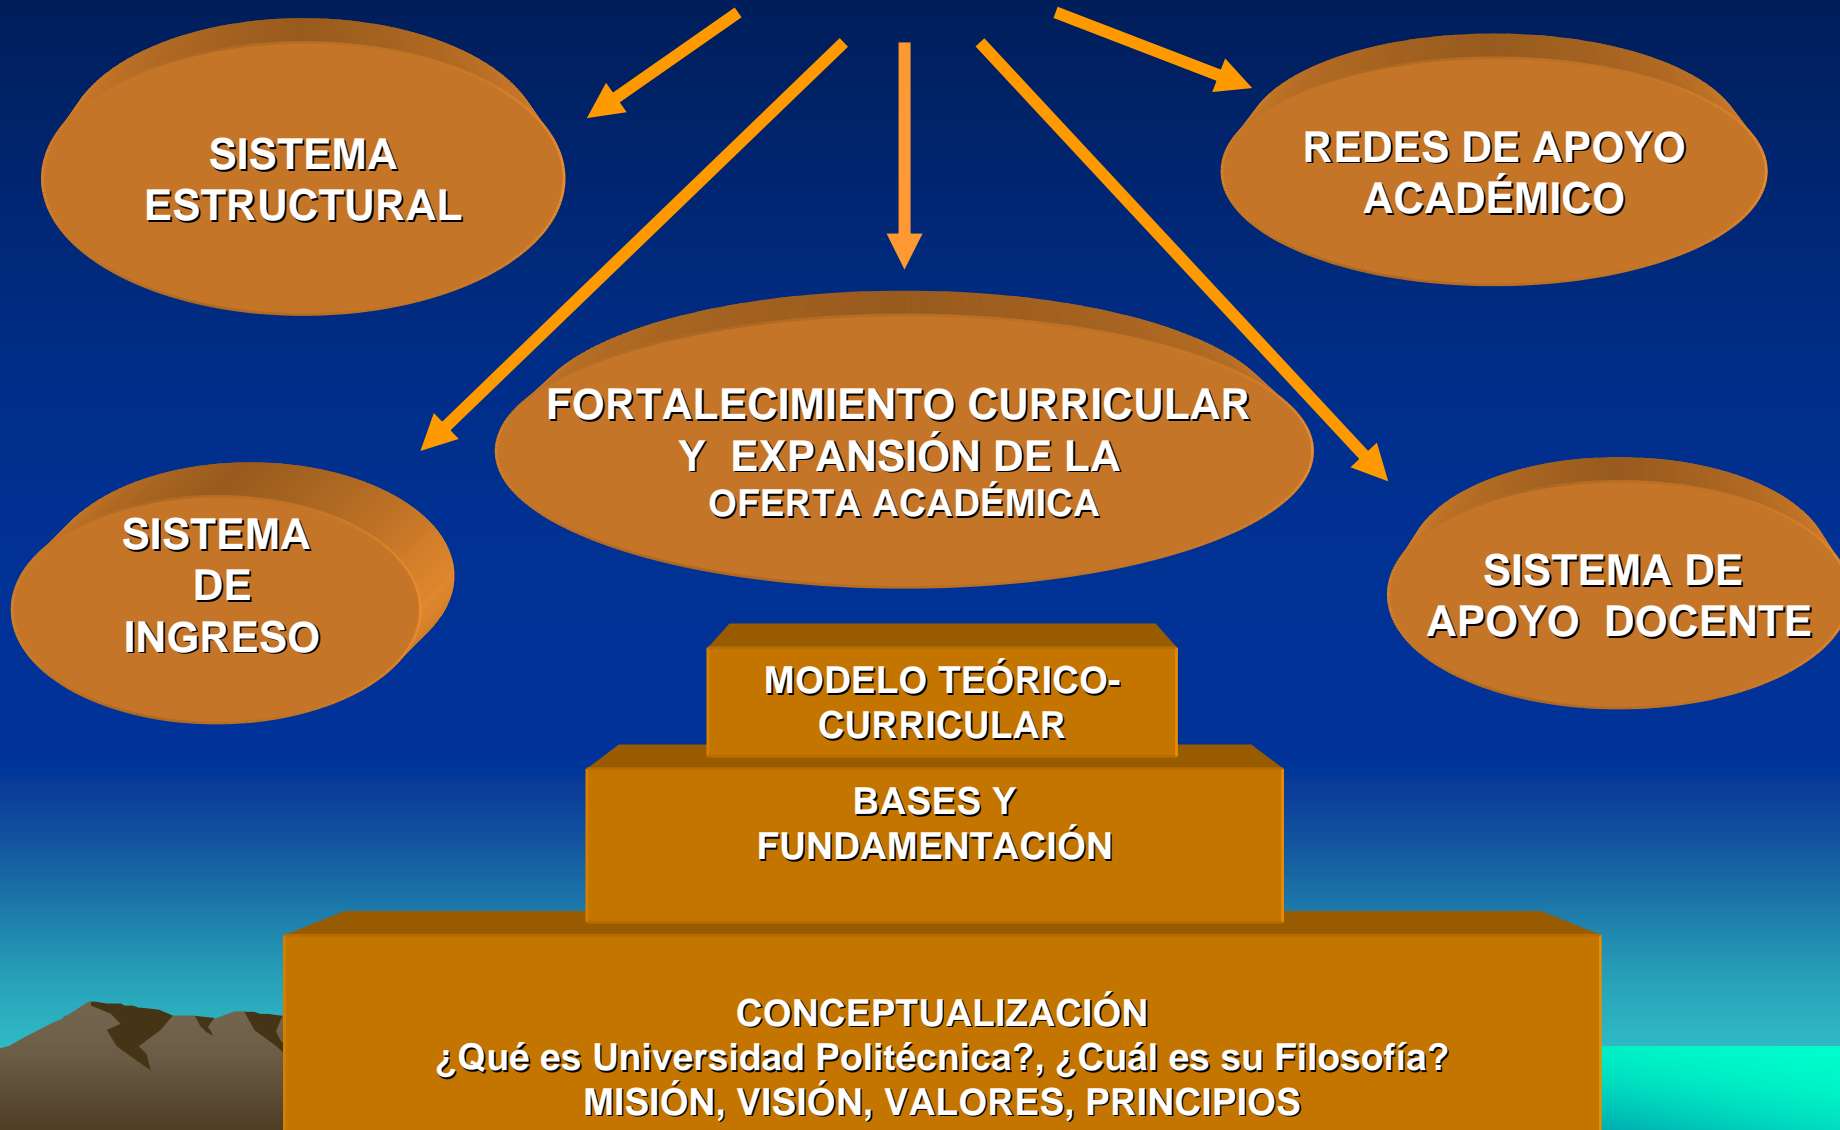 SISTEMA
ESTRUCTURAL
REDES DE APOYO
ACADÉMICO
FORTALECIMIENTO CURRICULAR
Y EXPANSIÓN DE LA
OFERTA ACADÉMICA
SISTEMA
DE
INGRESO
SISTEMA DE
APOYO DOCENTE
MODELO TEÓRICO-
CURRICULAR
BASES Y
FUNDAMENTACIÓN
CONCEPTUALIZACIÓN
¿Qué es Universidad Politécnica?, ¿Cuál es su Filosofía?
MISIÓN, VISIÓN, VALORES, PRINCIPIOS